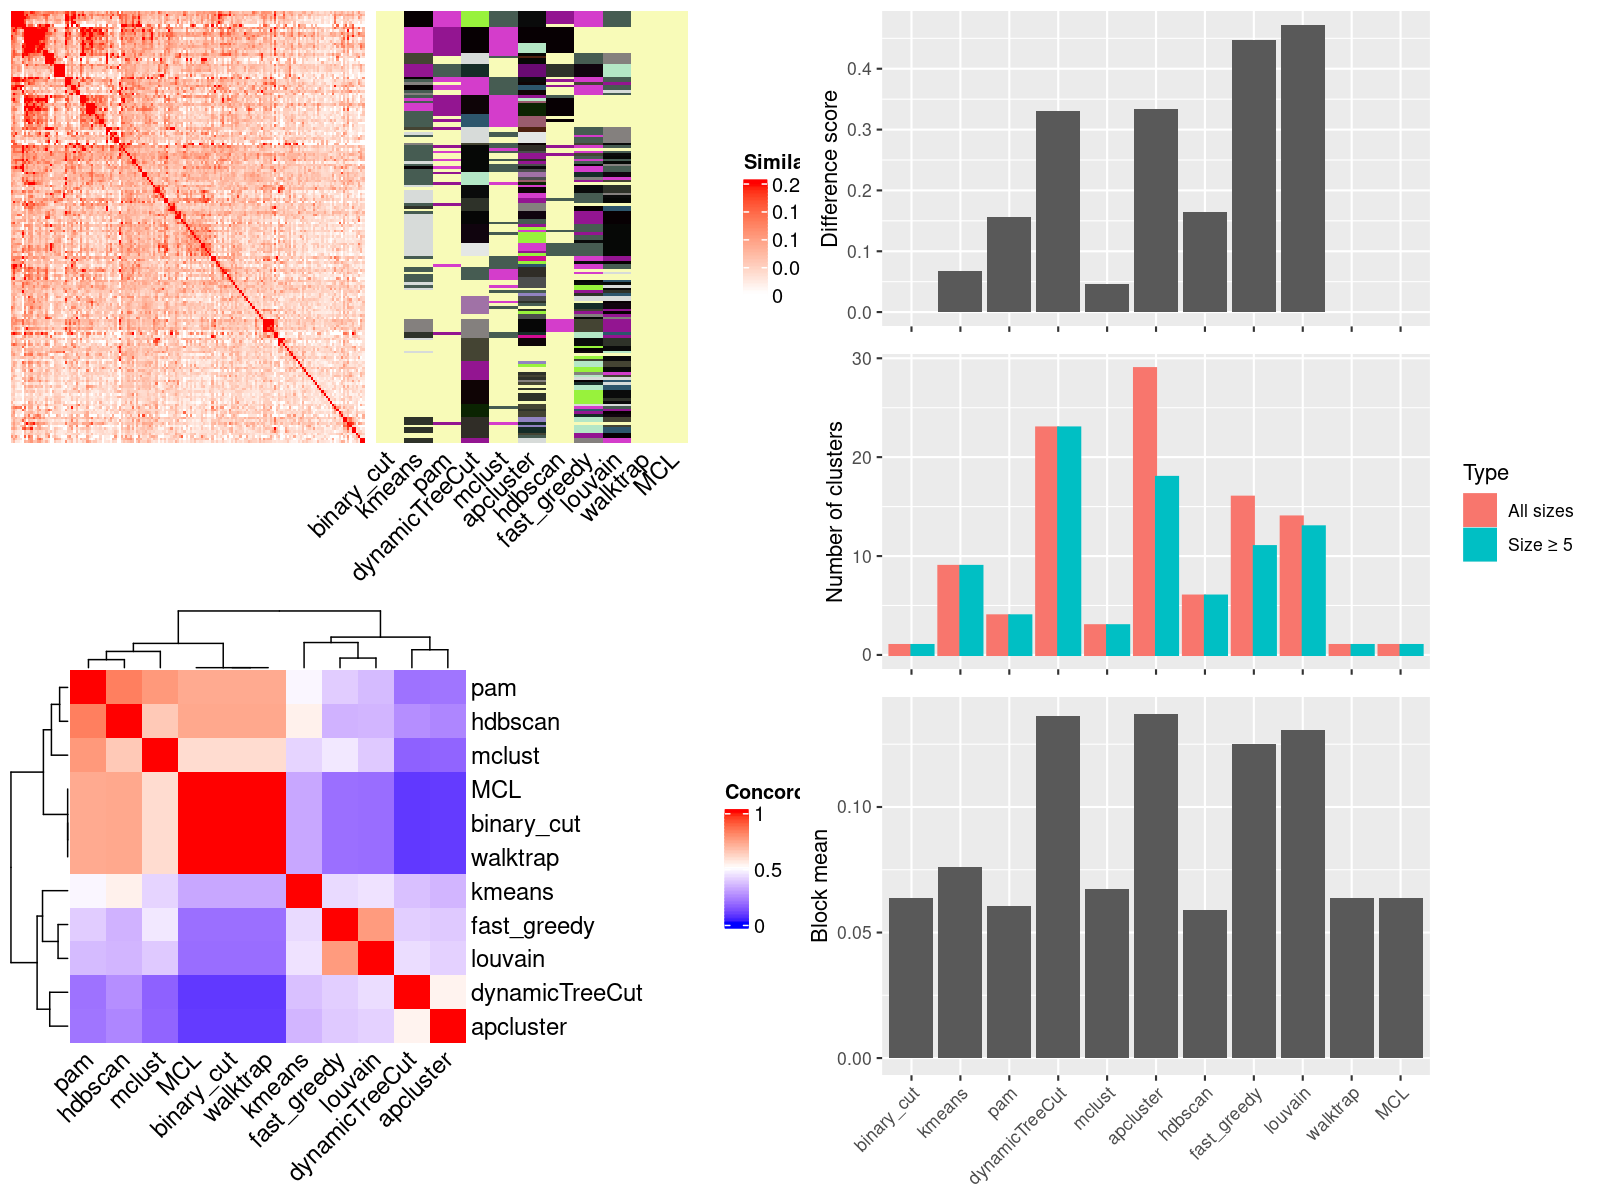 Simila
0.2
0.1
0.1
0.0
0
binary_cut
kmeans
pam
dynamicTreeCut
mclust
apcluster
hdbscan
fast_greedy
louvain
walktrap
MCL
pam
hdbscan
mclust
MCL
binary_cut
walktrap
kmeans
fast_greedy
louvain
dynamicTreeCut
apcluster
Concord
1
0.5
0
pam
hdbscan
mclust
MCL
binary_cut
walktrap
kmeans
fast_greedy
louvain
dynamicTreeCut
apcluster
Difference score
0.4
0.3
0.2
0.1
0.0
Number of clusters
30
20
10
0
Type
All sizes
Size ≥ 5
Block mean
0.10
0.05
0.00
binary_cut
kmeans
pam
dynamicTreeCut
mclust
apcluster
hdbscan
fast_greedy
louvain
walktrap
MCL